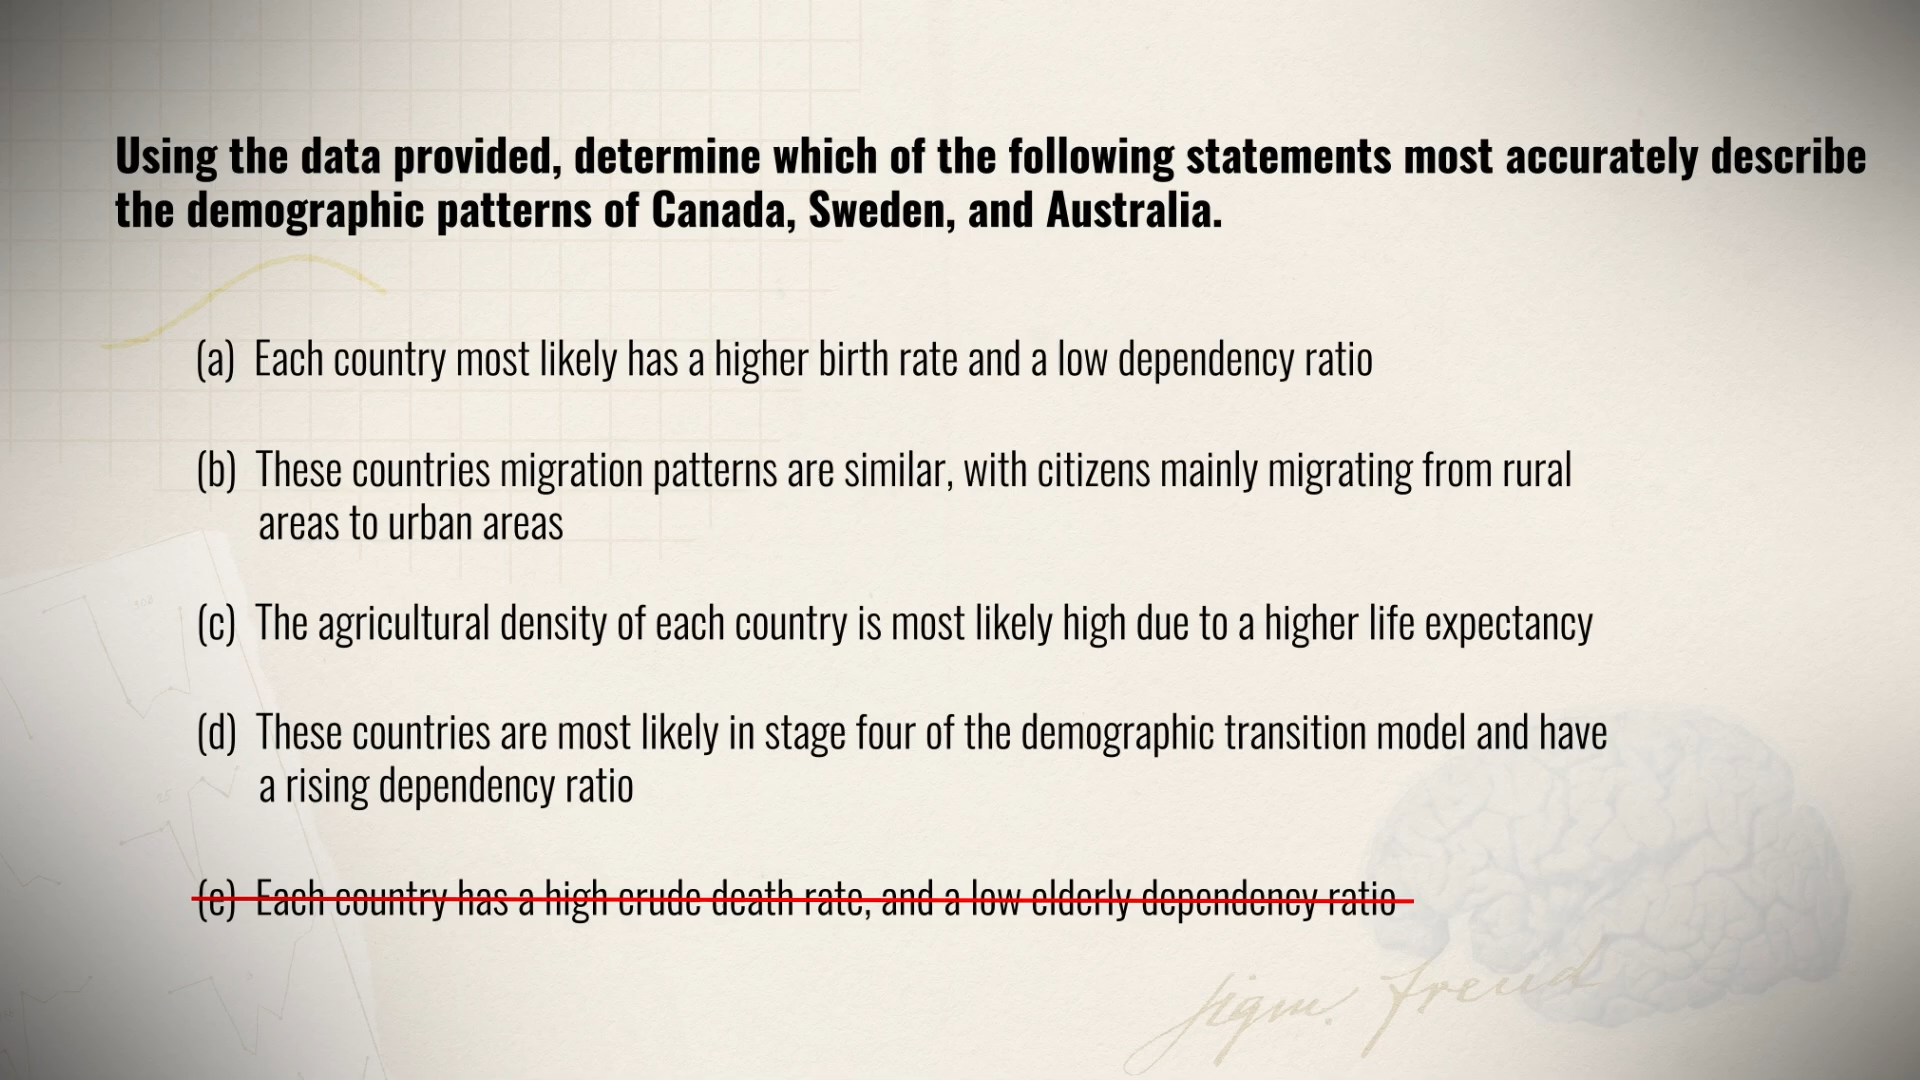 Using the data provided, determine which of the following statements most accurately describe
the demographic patterns of Canada, Sweden, and Australia.
(a) Each country most likely has a higher birth rate and a low dependency ratio
(b) These countries migration patterns are similar, with citizens mainly migrating from rural
areas to urban areas
(c) The agricultural density of each country is most likely high due to a higher life expectancy
(d) These countries are most likely in stage four of the demographic transition model and have
a rising dependency ratio
(e) Each country has a high crude death rate, and a low elderly dependency ratio
sigm. freud